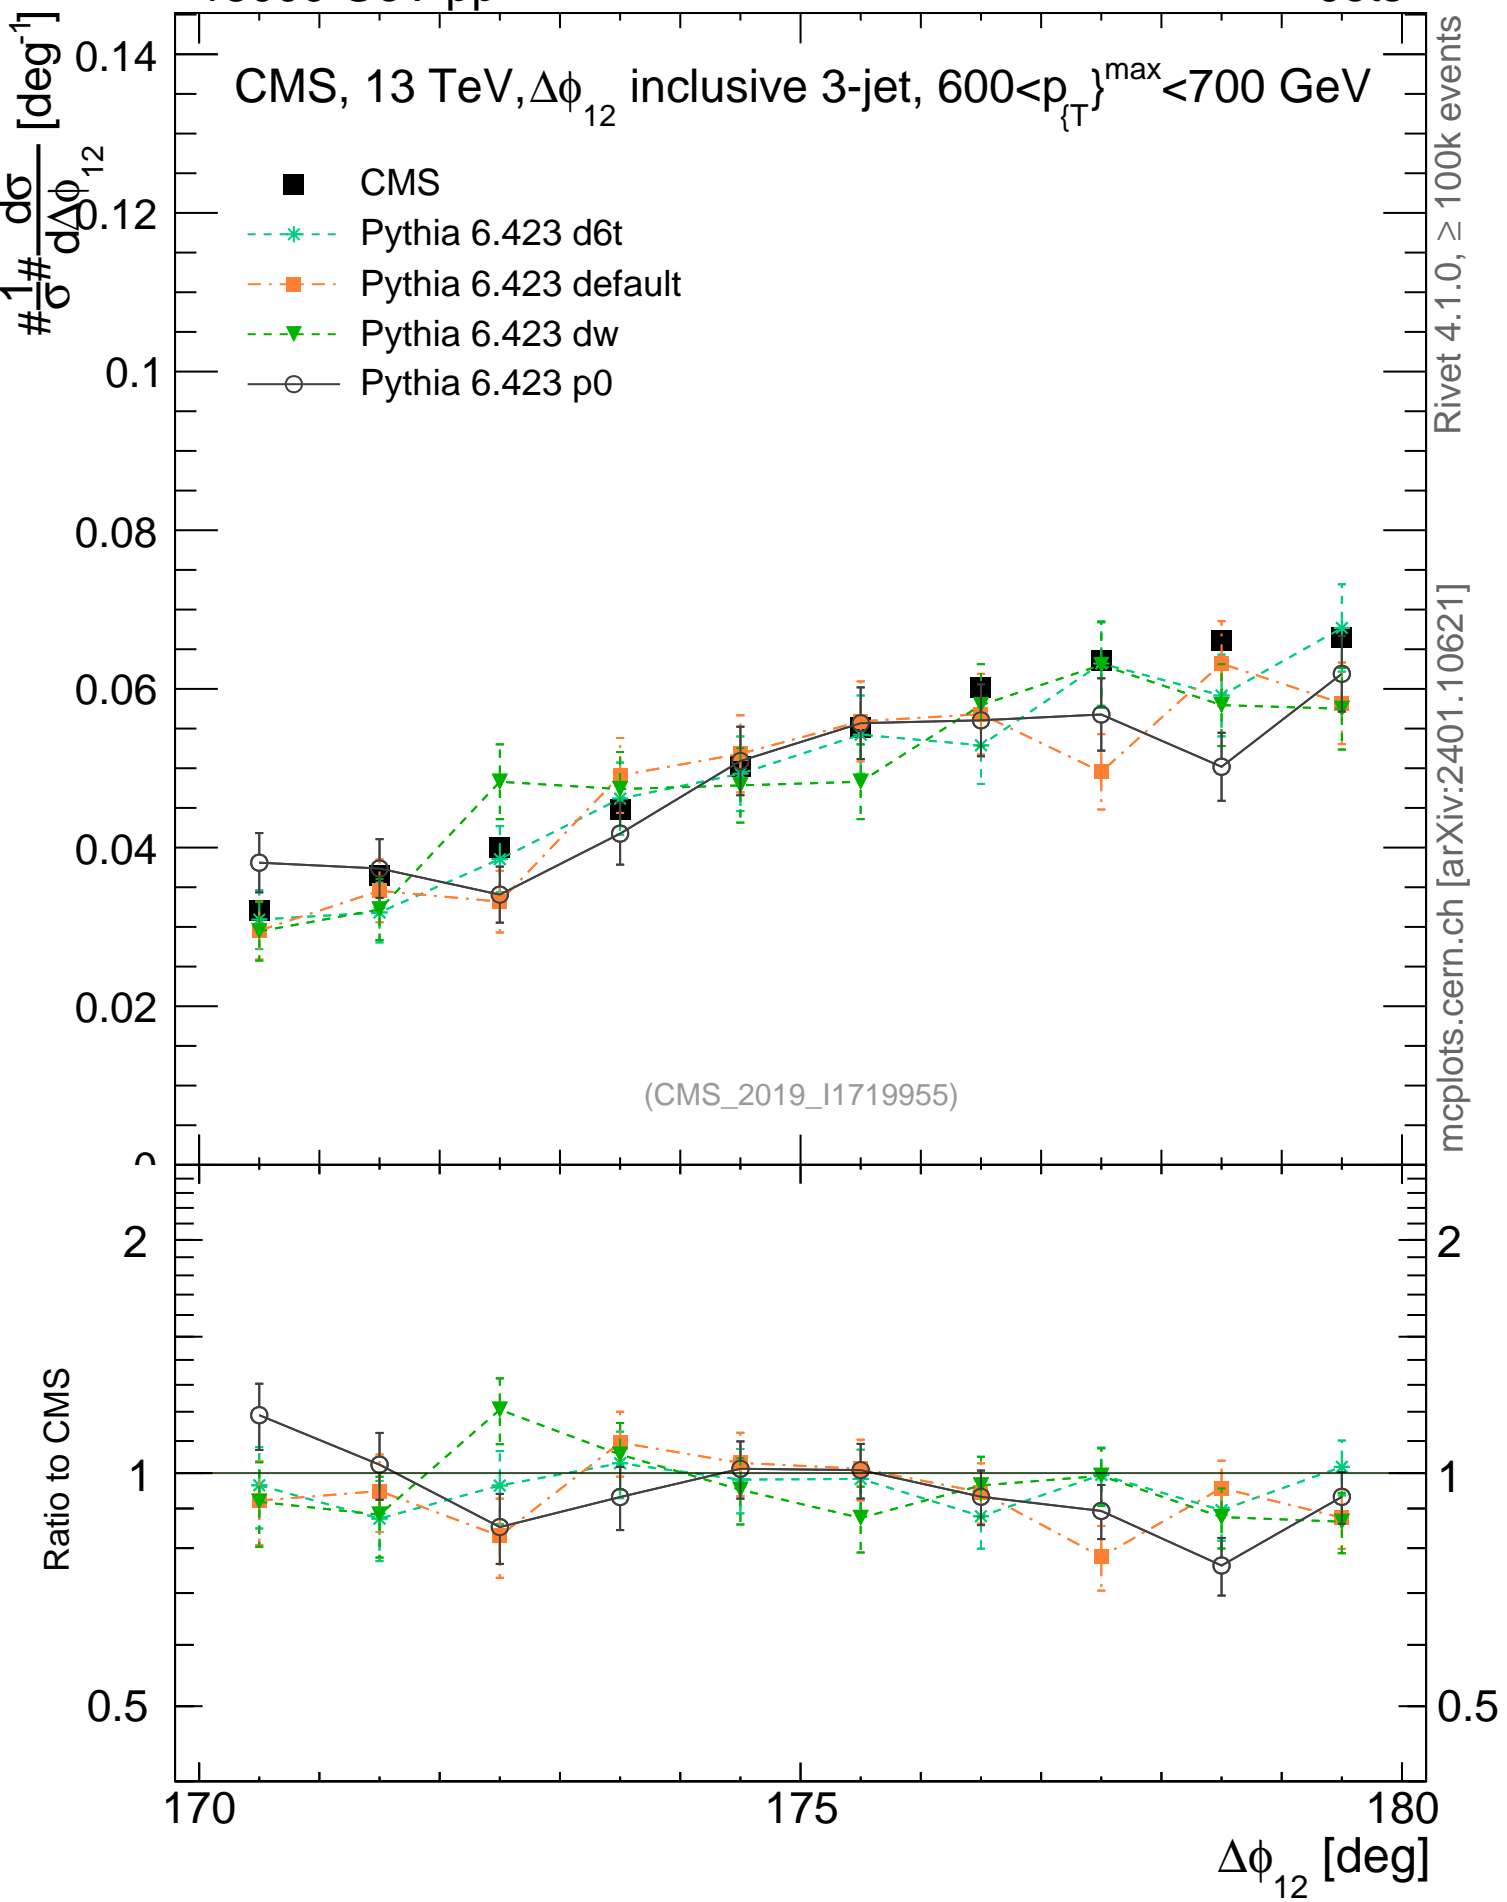 CMS, 13 TeV, Δϕ12 inclusive 3-jet, 600<p{T}max<700 GeV
#1/σ# dσ/dΔϕ12 [deg-1]
CMS
Pythia 6.423 d6t
Pythia 6.423 default
Pythia 6.423 dw
Pythia 6.423 p0
0.14
0.12
0.1
0.08
0.06
0.04
0.02
(CMS_2019_I1719955)
Rivet 4.1.0, ≥ 100k events
mcplots.cern.ch [arXiv:2401.10621]
Ratio to CMS
2
1
0.5
2
1
0.5
170
175
180
Δϕ12 [deg]